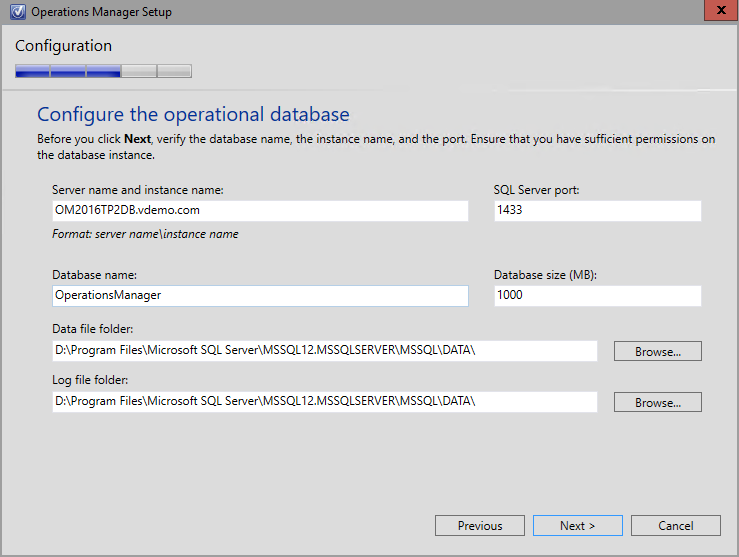 Operations Manager Setup
x
Configuration
Configure the operational database
Before you click Next, verify the database name, the instance name, and the port. Ensure that you have sufficient permissions on
the database instance.
Server name and instance name:
SQL Server port:
OM2016TP2DB.vdemo.com
1433
Format: server name\instance name
Database name:
Database size (MB):
OperationsManager
1000
Data file folder:
D:\Program Files\Microsoft SQL Server\MSSQL12.MSSQLSERVER\MSSQL\DATA\
Browse...
Log file folder:
D:\Program Files\Microsoft SQL Server\MSSQL12.MSSQLSERVER\MSSQL\DATA\
Browse...
Previous
Next >
Cancel